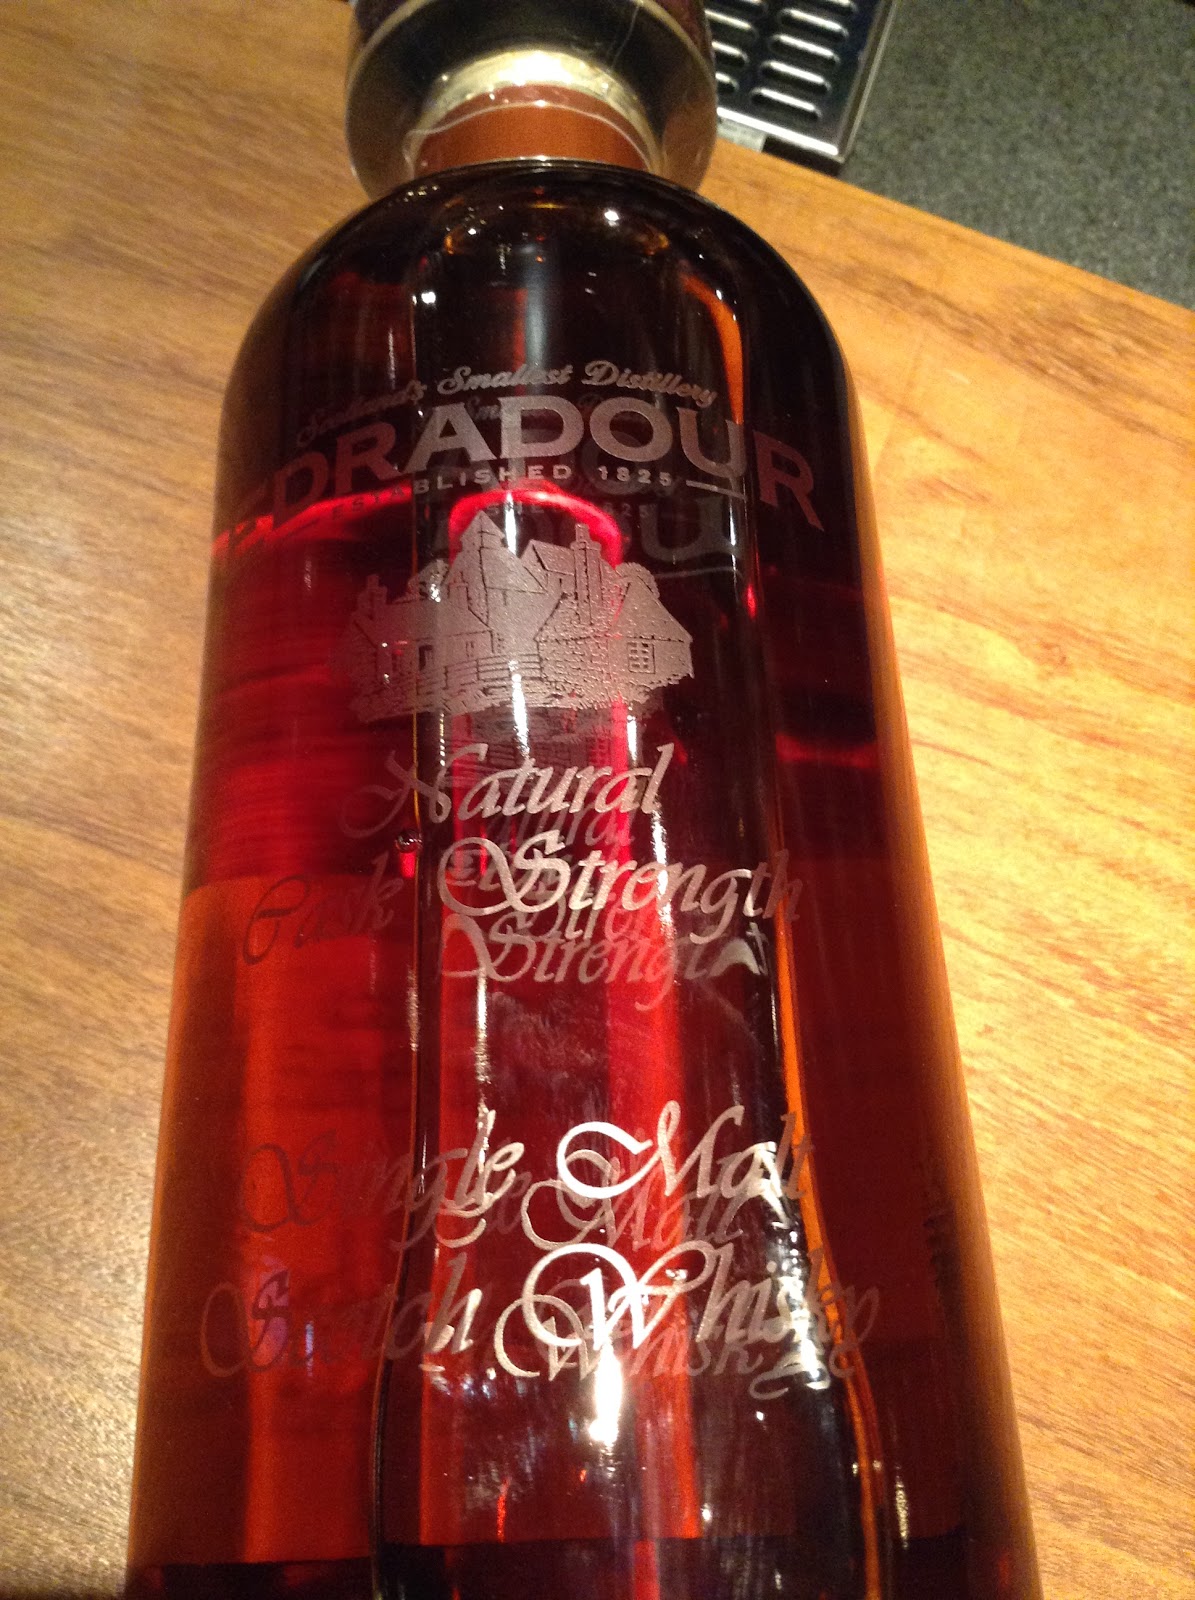 Scotland's Smallest Distillery
EDRADOUR
ESTABLISHED 1825
Natural
Cask Strength
Single Malt
Scotch Whisky